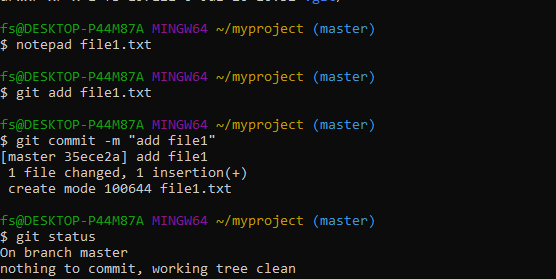 fs@DESKTOP-P44M87A MINGW64 ~/myproject (master)
$ notepad file1.txt
fs@DESKTOP-P44M87A MINGW64 ~/myproject (master)
$ git add file1.txt
fs@DESKTOP-P44M87A MINGW64 ~/myproject (master)
$ git commit -m "add file1"
[master 35ece2a] add file1
1 file changed, 1 insertion(+)
create mode 100644 file1.txt
fs@DESKTOP-P44M87A MINGW64 ~/myproject (master)
$ git status
On branch master
nothing to commit, working tree clean